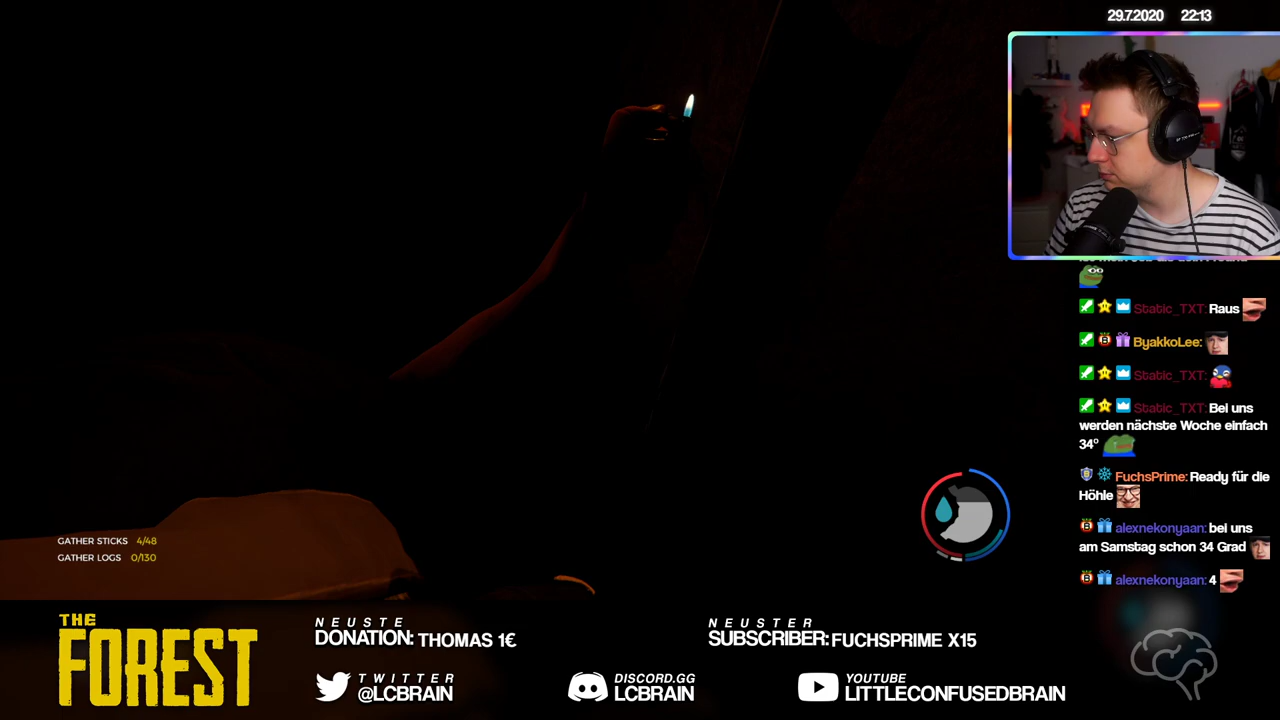 29.7.2020 22:13
Static_TXT: Raus
ByakkoLee:
Static_TXT:
Static_TXT: Bei uns
werden nächste Woche einfach
34°
FuchsPrime: Ready für die
Höhle
alexnekonyaan: bei uns
am Samstag schon 34 Grad
alexnekonyaan: 4
GATHER STICKS 4/48
GATHER LOGS 0/130
THE
FOREST
NEUSTE
DONATION: THOMAS 1€
NEUSTER
SUBSCRIBER: FUCHSPRIME X15
TWITTER
@LCBRAIN
DISCORD.GG
LCBRAIN
YOUTUBE
LITTLECONFUSEDBRAIN